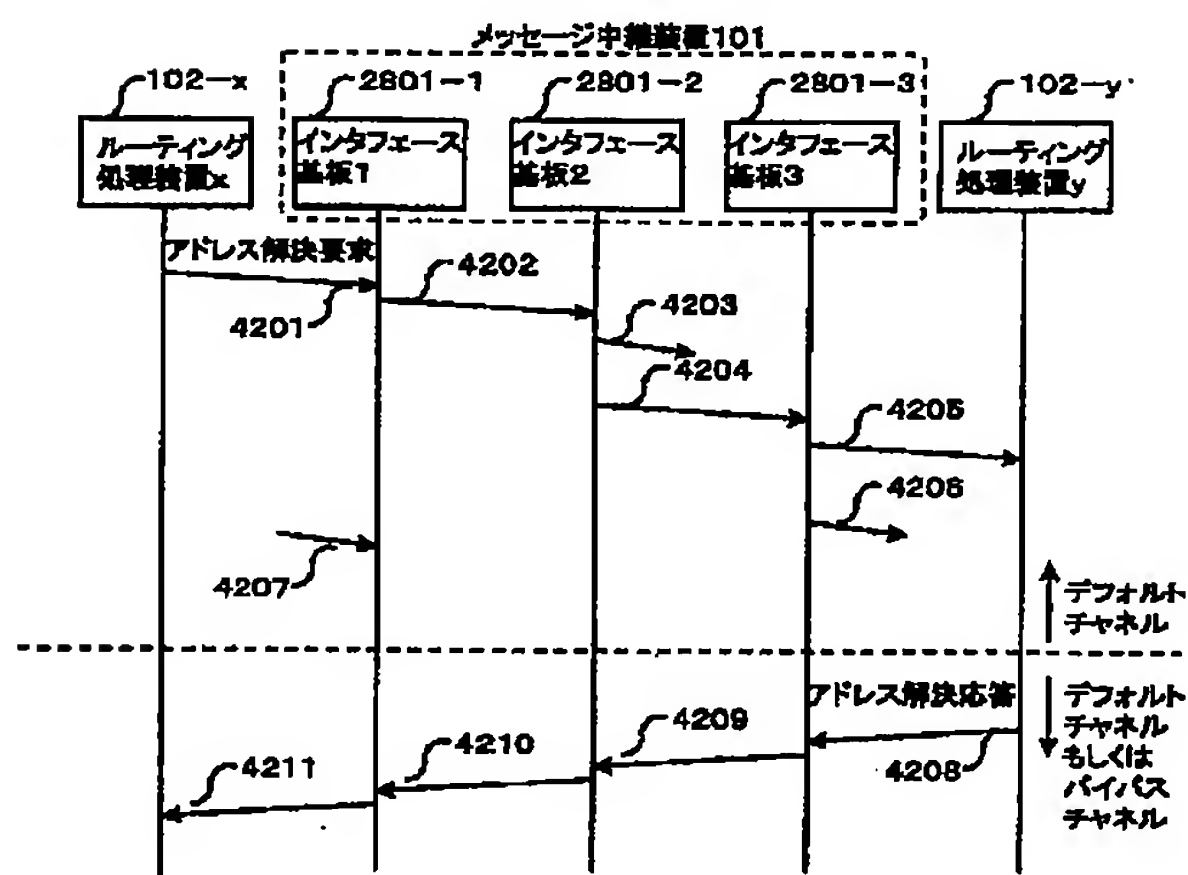 メッセージ中継装置101
102-x
2801-1
2801-2
2801-3
102-y
ルーティング
処理装置x
インタフェース
基板1
インタフェース
基板2
インタフェース
基板3
ルーティング
処理装置y
アドレス解決要求
4201
4202
4203
4204
4205
4206
4207
デフォルト
チャネル
アドレス解決応答
デフォルト
チャネル
もしくは
バイパス
チャネル
4208
4209
4210
4211